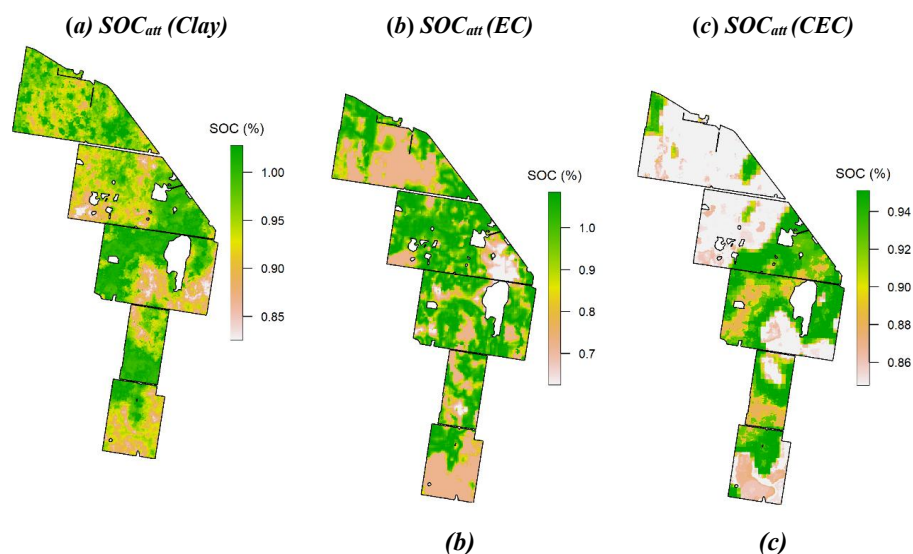 (a) SOCatt (Clay)
(b) SOCatt (EC)
(c) SOCatt (CEC)
SOC (%)
1.00
0.95
0.90
0.85
SOC (%)
1.0
0.9
0.8
0.7
SOC (%)
0.94
0.92
0.90
0.88
0.86
(b)
(c)